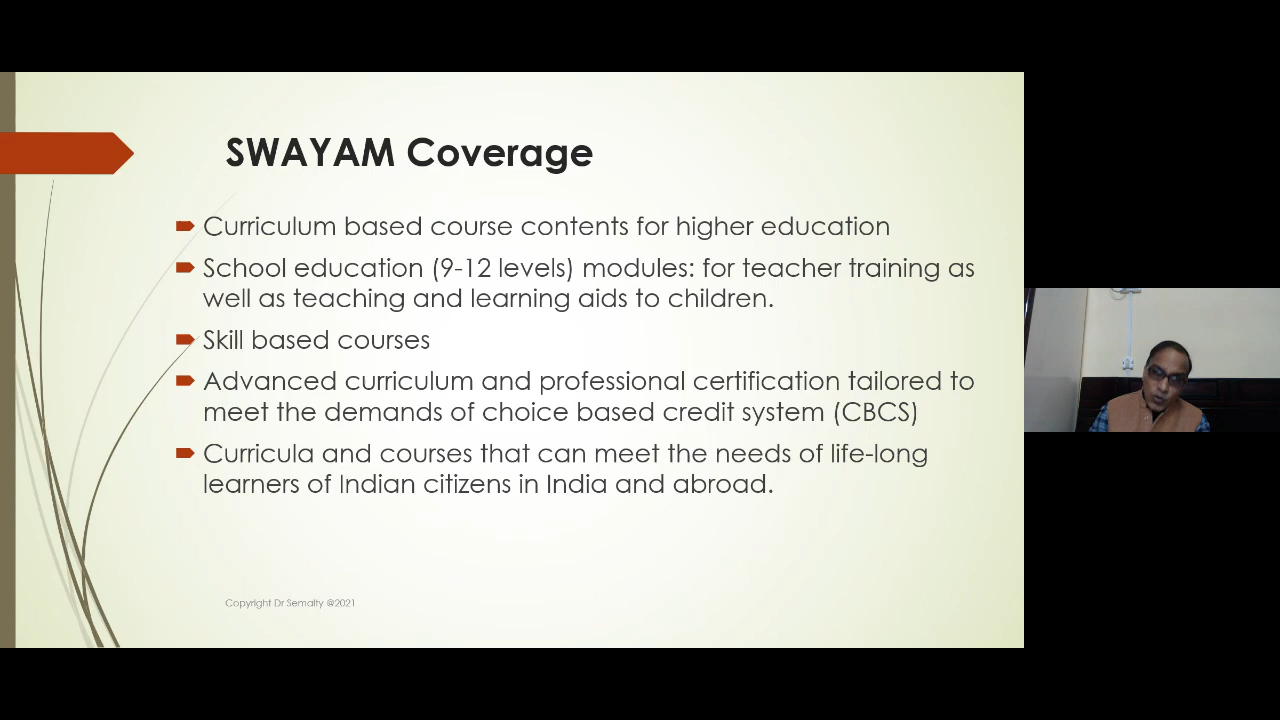 SWAYAM Coverage
Curriculum based course contents for higher education
School education (9-12 levels) modules: for teacher training as
well as teaching and learning aids to children.
Skill based courses
Advanced curriculum and professional certification tailored to
meet the demands of choice based credit system (CBCS)
Curricula and courses that can meet the needs of life-long
learners of Indian citizens in India and abroad.
Copyright Dr Semalty @2021